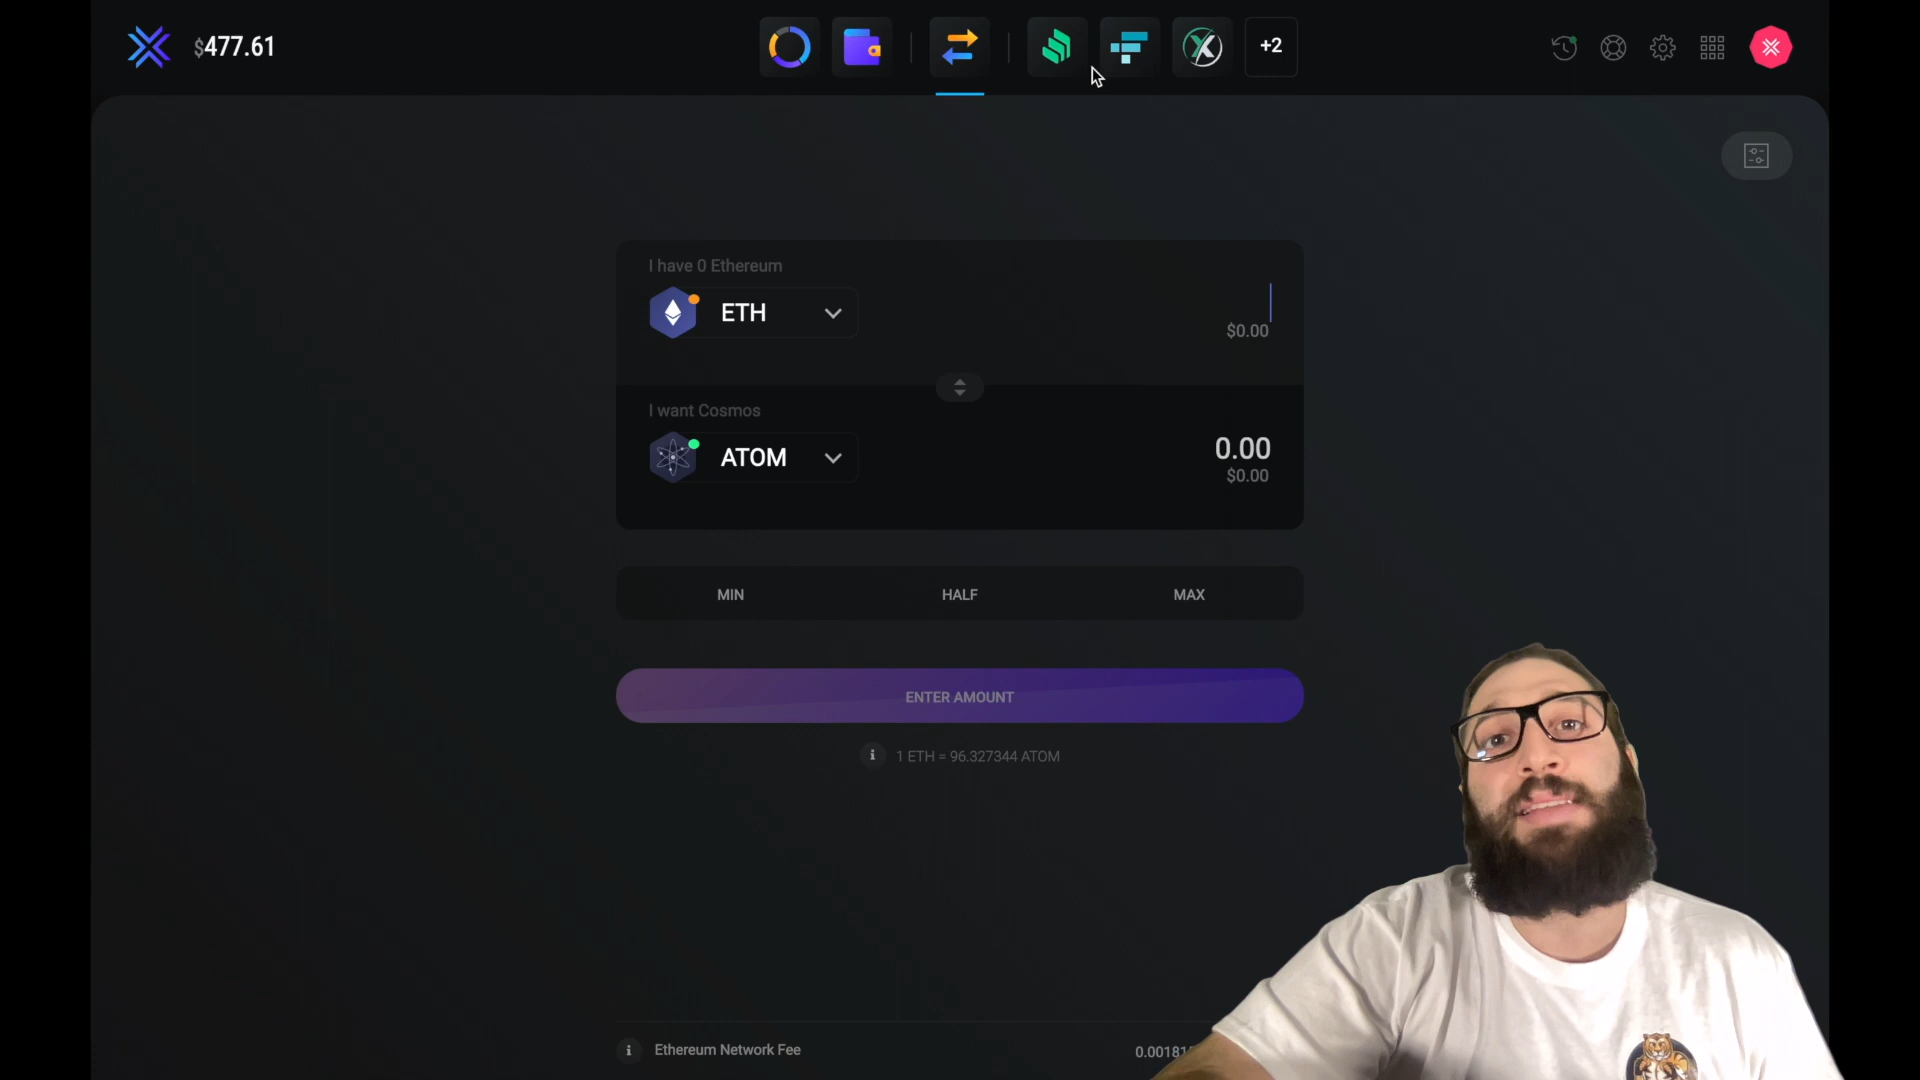 $477.61
+2
I have 0 Ethereum
ETH
$0.00
I want Cosmos
ATOM
0.00
$0.00
MIN HALF MAX
ENTER AMOUNT
i 1 ETH = 96.327344 ATOM
i Ethereum Network Fee